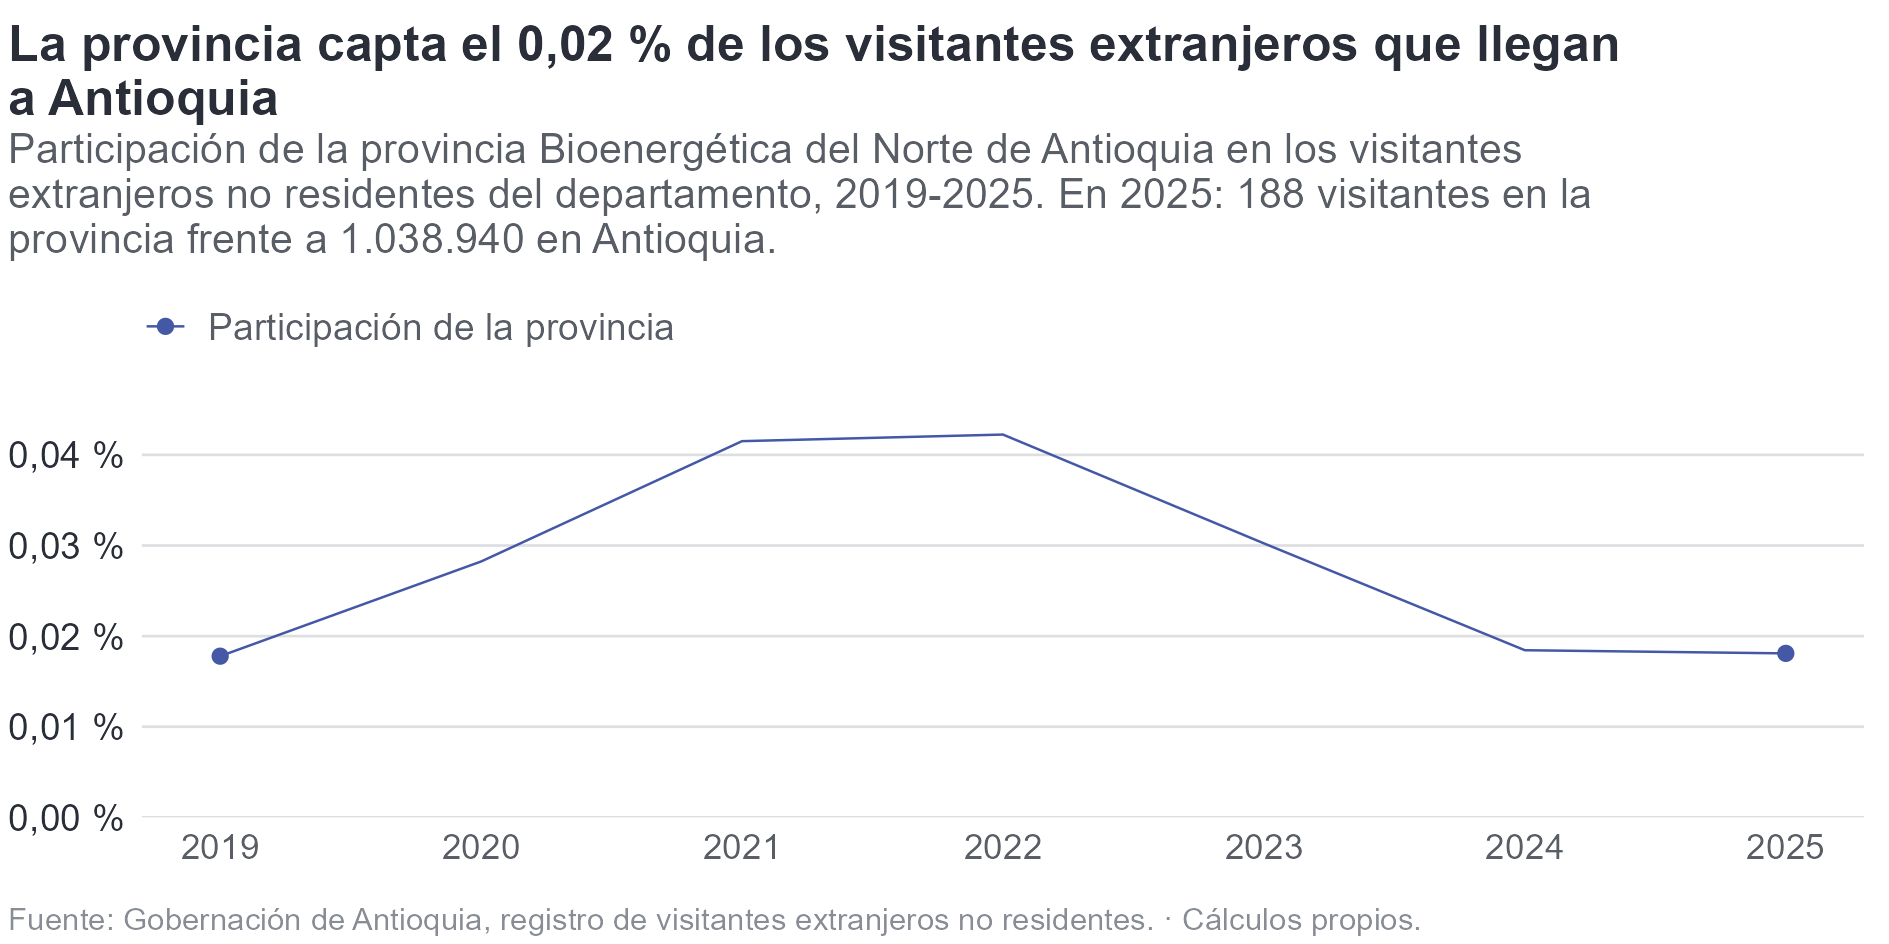 La provincia capta el 0,02 % de los visitantes extranjeros que llegan
a Antioquia
Participación de la provincia Bioenergética del Norte de Antioquia en los visitantes
extranjeros no residentes del departamento, 2019-2025. En 2025: 188 visitantes en la
provincia frente a 1.038.940 en Antioquia.
Participación de la provincia
0,04 %
0,03 %
0,02 %
0,01 %
0,00 %
2019 2020 2021 2022 2023 2024 2025
Fuente: Gobernación de Antioquia, registro de visitantes extranjeros no residentes. · Cálculos propios.